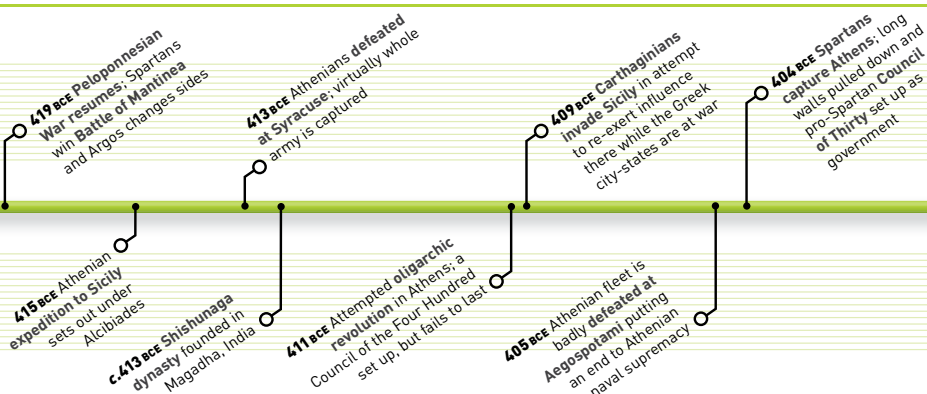 419 BCE Peloponnesian
War resumes; Spartans
win Battle of Mantinea
and Argos changes sides
413 BCE Athenians defeated
at Syracuse; virtually whole
army is captured
409 BCE Carthaginians
invade Sicily in attempt
to re-exert influence
there while the Greek
city-states are at war
404 BCE Spartans
capture Athens; long
walls pulled down and
pro-Spartan Council
of Thirty set up as
government
415 BCE Athenian
expedition to Sicily
sets out under
Alcibiades
c.413 BCE Shishunaga
dynasty founded in
Magadha, India
411 BCE Attempted oligarchic
revolution in Athens; a
Council of the Four Hundred
set up, but fails to last
405 BCE Athenian fleet is
badly defeated at
Aegospotami putting
an end to Athenian
naval supremacy